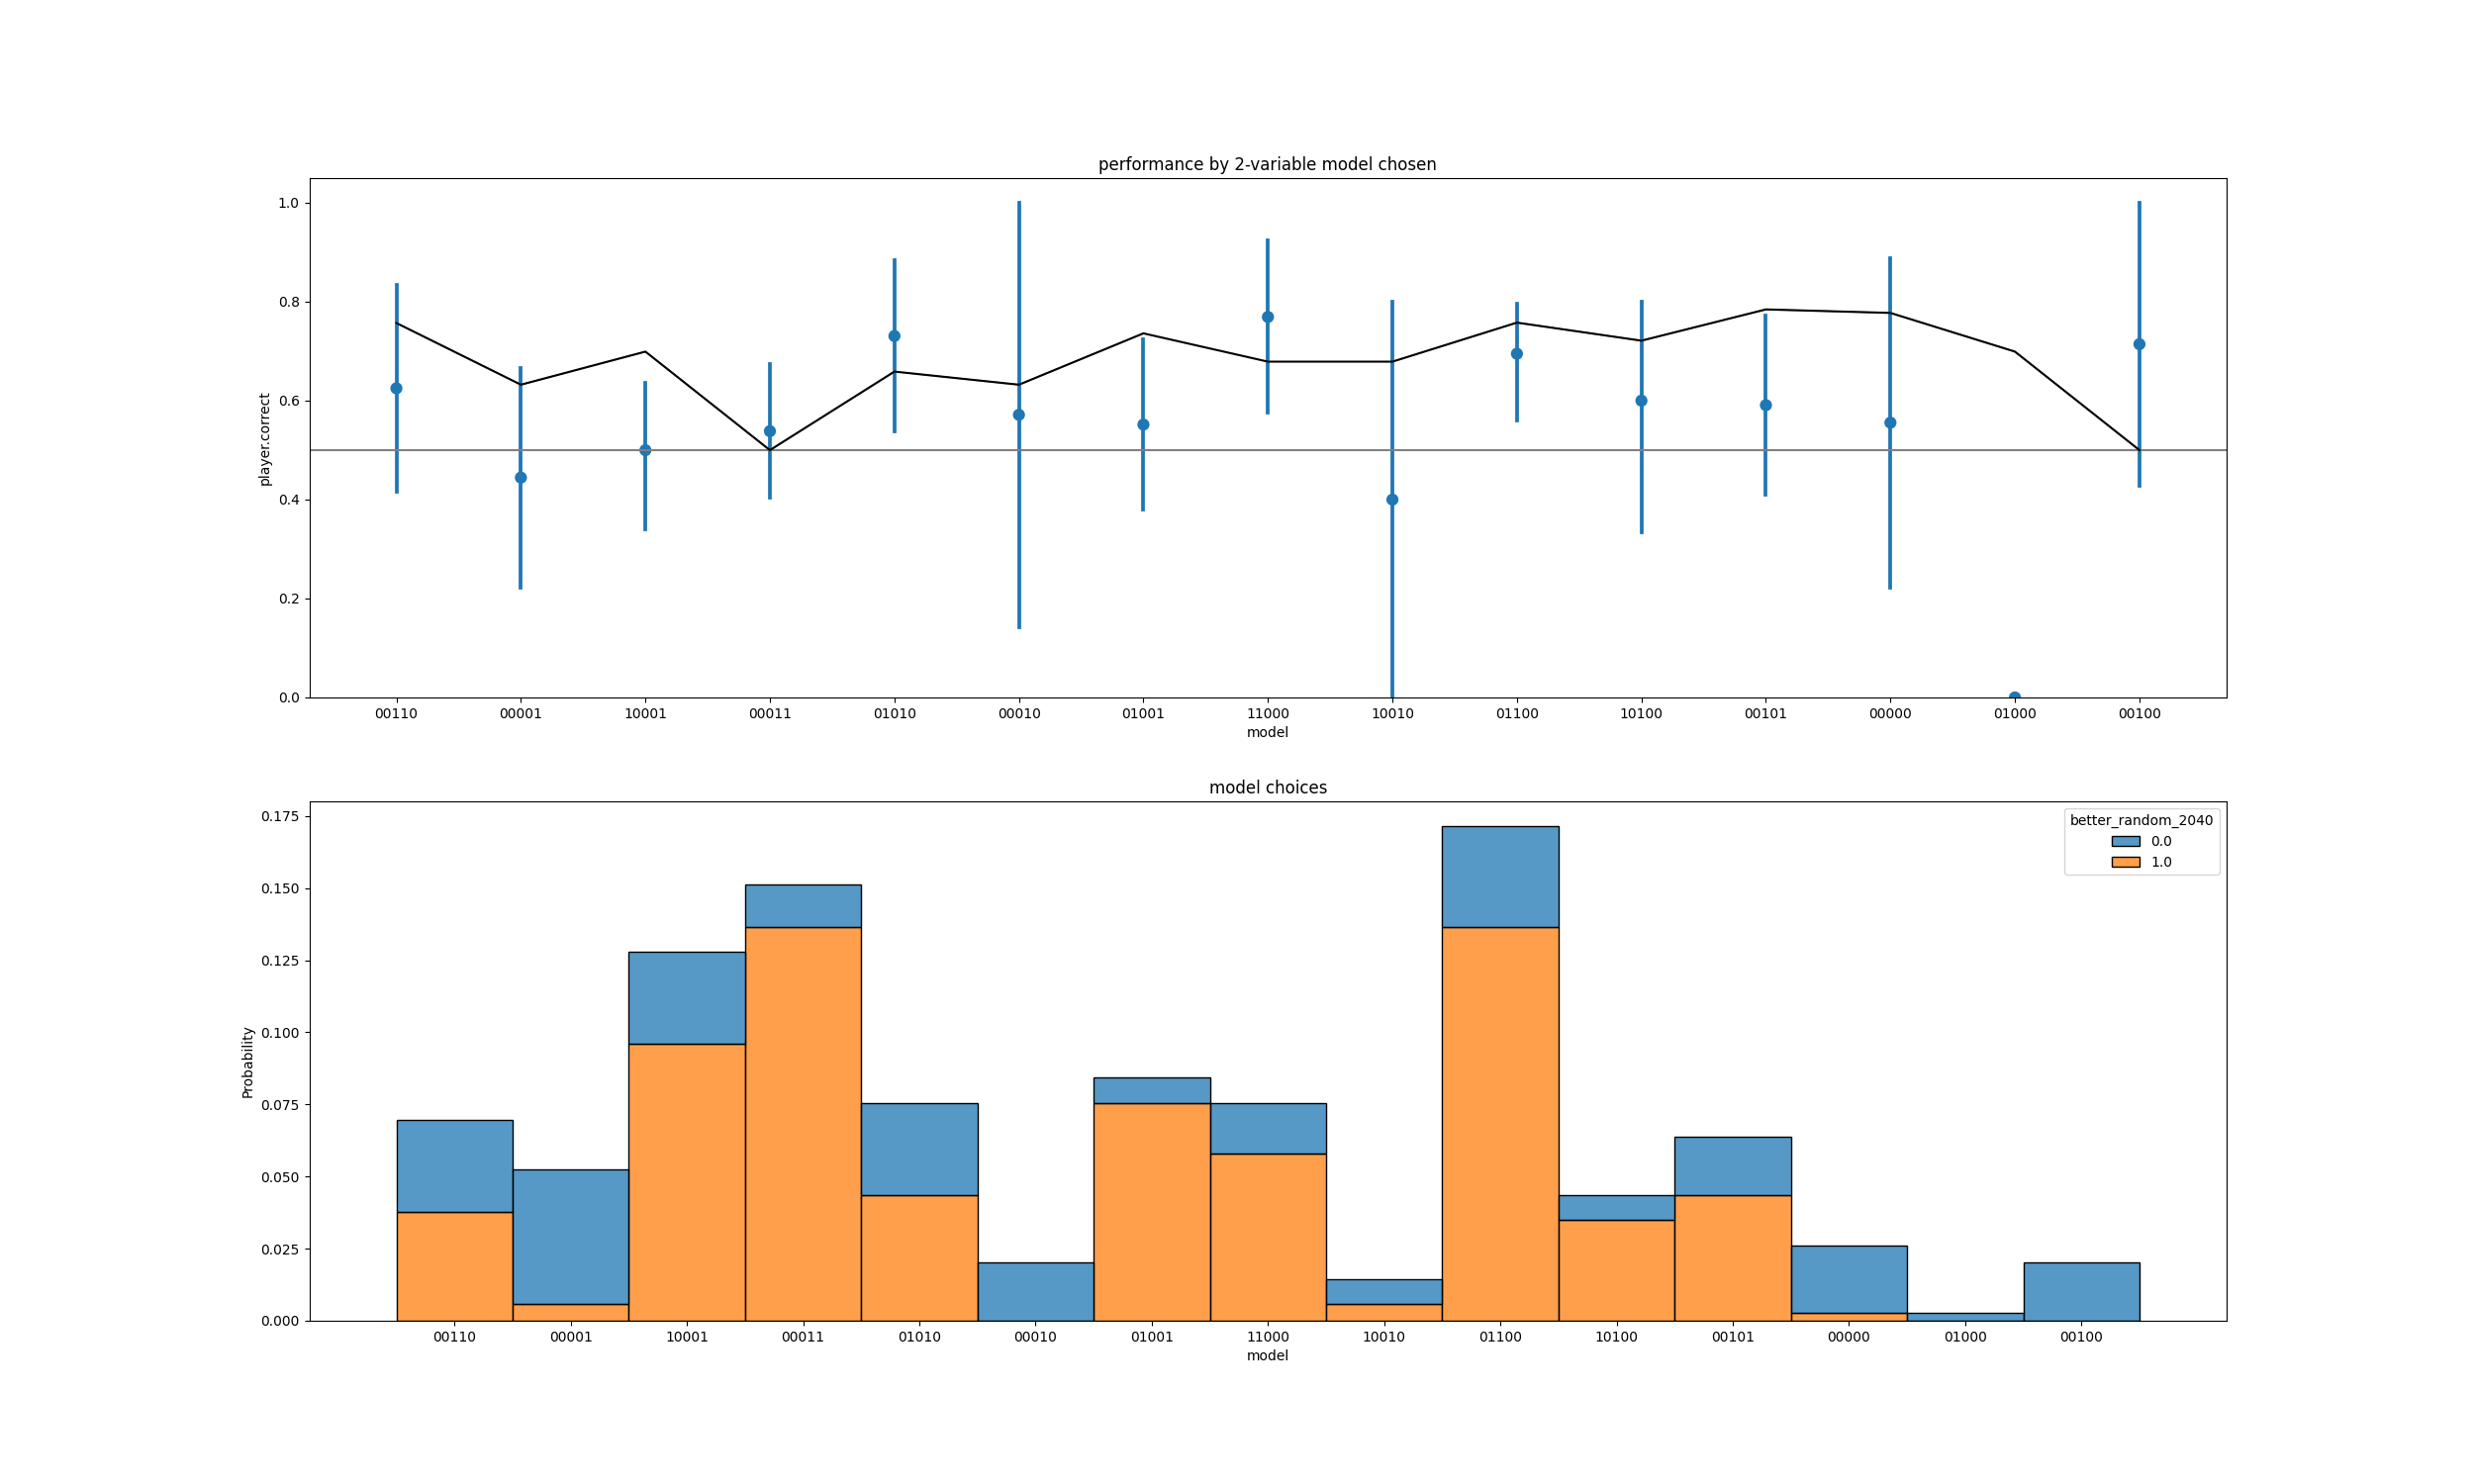 performance by 2-variable model chosen
player.correct
1.0
0.8
0.6
0.4
0.2
0.0
00110 00001 10001 00011 01010 00010 01001 11000 10010 01100 10100 00101 00000 01000 00100
model
model choices
Probability
0.175
0.150
0.125
0.100
0.075
0.050
0.025
0.000
better_random_2040
0.0
1.0
00110 00001 10001 00011 01010 00010 01001 11000 10010 01100 10100 00101 00000 01000 00100
model